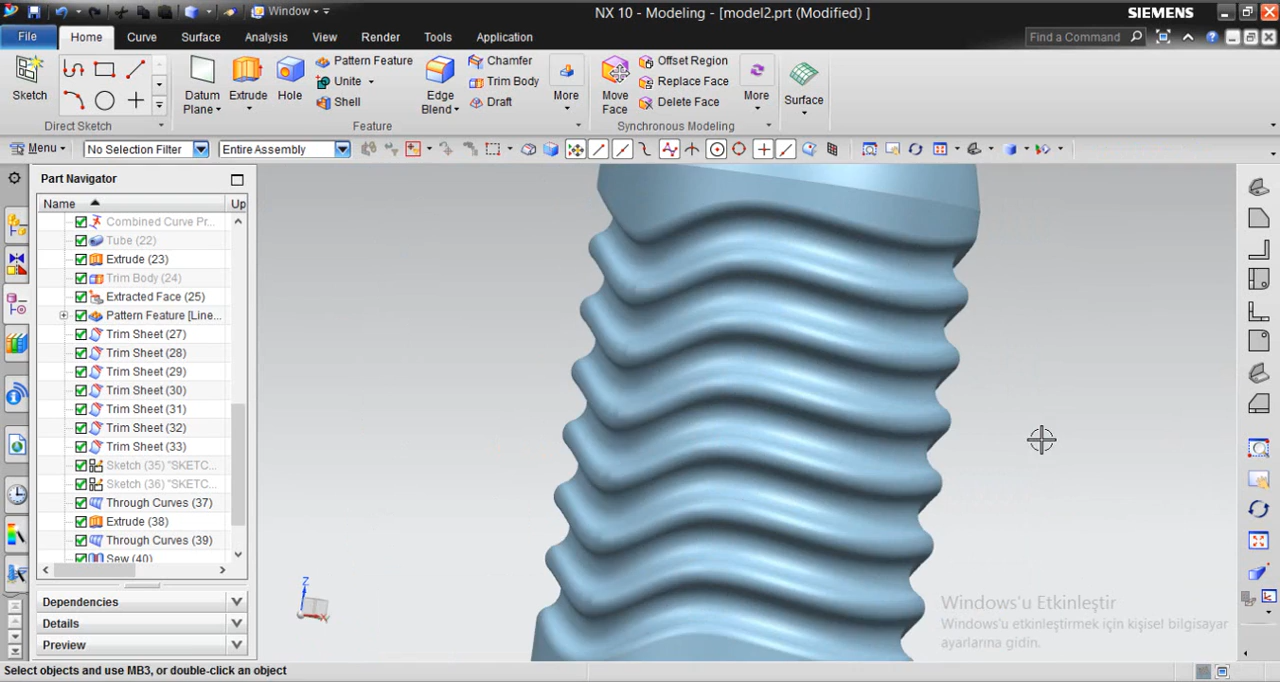 Window
NX 10 - Modeling - [model2.prt (Modified) ]
SIEMENS
File
Home
Curve
Surface
Analysis
View
Render
Tools
Application
Find a Command
Sketch
Direct Sketch
Datum Plane
Extrude
Hole
Pattern Feature
Unite
Shell
Edge Blend
Chamfer
Trim Body
Draft
More
Feature
Move Face
Offset Region
Replace Face
Delete Face
More
Synchronous Modeling
Surface
Menu
No Selection Filter
Entire Assembly
Part Navigator
Name
Up
Combined Curve Pr...
Tube (22)
Extrude (23)
Trim Body (24)
Extracted Face (25)
Pattern Feature [Line...
Trim Sheet (27)
Trim Sheet (28)
Trim Sheet (29)
Trim Sheet (30)
Trim Sheet (31)
Trim Sheet (32)
Trim Sheet (33)
Sketch (35) "SKETC...
Sketch (36) "SKETC...
Through Curves (37)
Extrude (38)
Through Curves (39)
Sew (40)
Dependencies
Details
Preview
Z
X
Windows'u Etkinleştir
Windows'u etkinleştirmek için kişisel bilgisayar
ayarlarına gidin.
Select objects and use MB3, or double-click an object